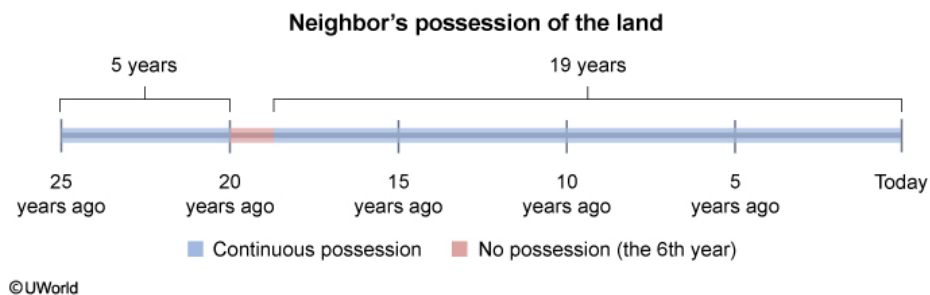 Neighbor's possession of the land
5 years
19 years
25
years ago
20
years ago
15
years ago
10
years ago
5
years ago
Today
Continuous possession
No possession (the 6th year)
©UWorld